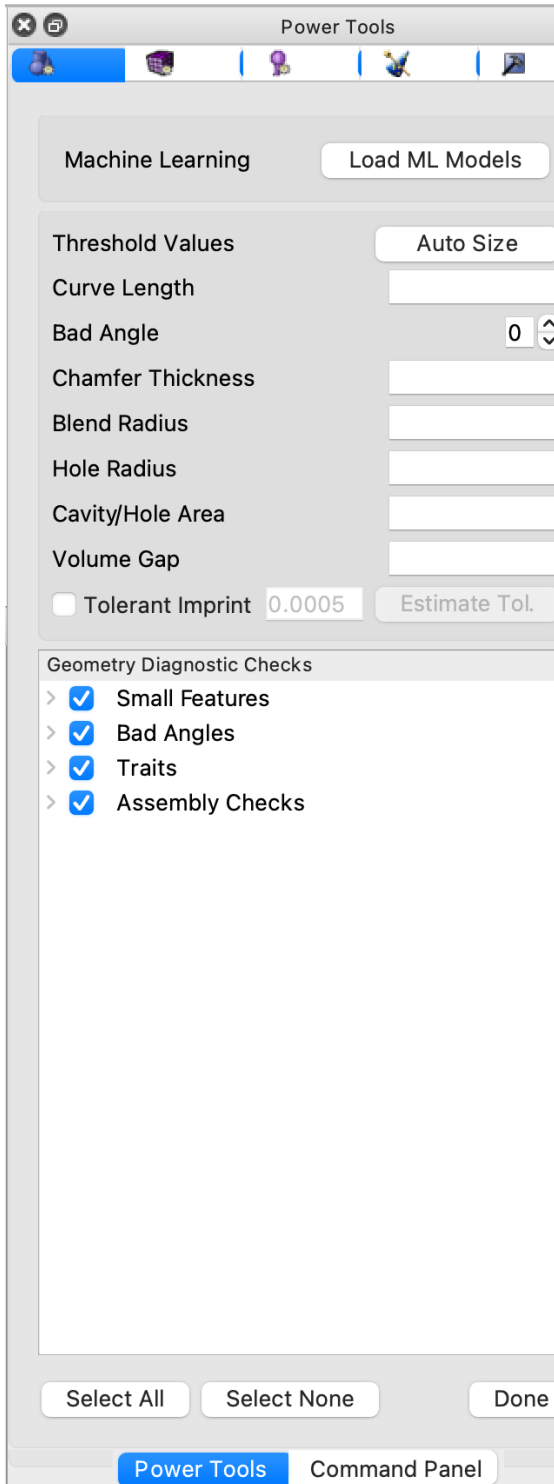 Power Tools
Machine Learning Load ML Models
Threshold Values Auto Size
Curve Length
Bad Angle 0
Chamfer Thickness
Blend Radius
Hole Radius
Cavity/Hole Area
Volume Gap
Tolerant Imprint 0.0005 Estimate Tol.
Geometry Diagnostic Checks
Small Features
Bad Angles
Traits
Assembly Checks
Select All Select None Done
Power Tools Command Panel